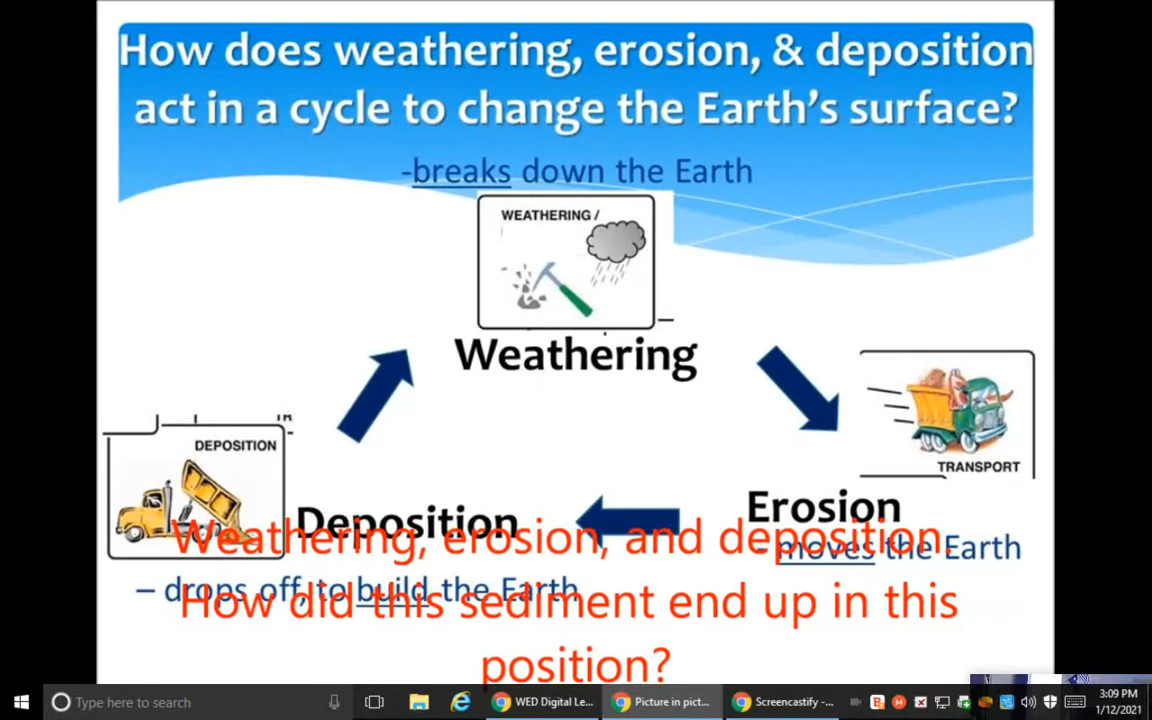 How does weathering, erosion, & deposition
act in a cycle to change the Earth's surface?
-breaks down the Earth
WEATHERING /
Weathering
TRANSPORT
Erosion
- moves the Earth
DEPOSITION
Deposition
– drops off, to build the Earth
Weathering, erosion, and deposition.
How did this sediment end up in this
position?
Type here to search
WED Digital Le...
Picture in pict...
Screencastify -...
3:09 PM
1/12/2021